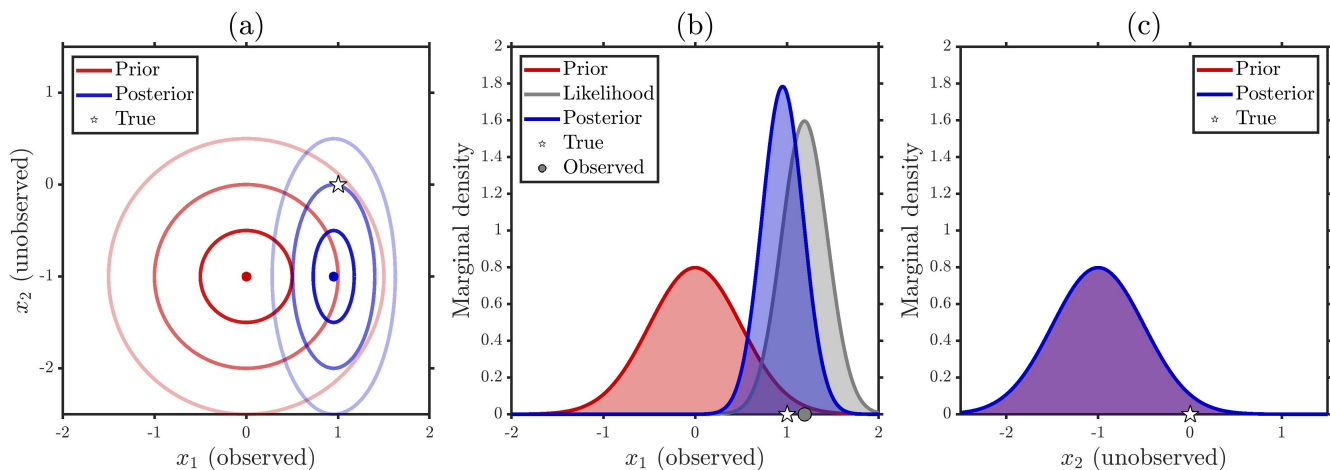 (a)
Prior
Posterior
True
1
0
-1
-2
x₂ (unobserved)
-2
-1
0
1
2
x₁ (observed)
(b)
Prior
Likelihood
Posterior
True
Observed
2
1.8
1.6
1.4
1.2
1
0.8
0.6
0.4
0.2
0
Marginal density
-2
-1
0
1
2
x₁ (observed)
(c)
Prior
Posterior
True
2
1.8
1.6
1.4
1.2
1
0.8
0.6
0.4
0.2
0
Marginal density
-2
-1
0
1
x₂ (unobserved)